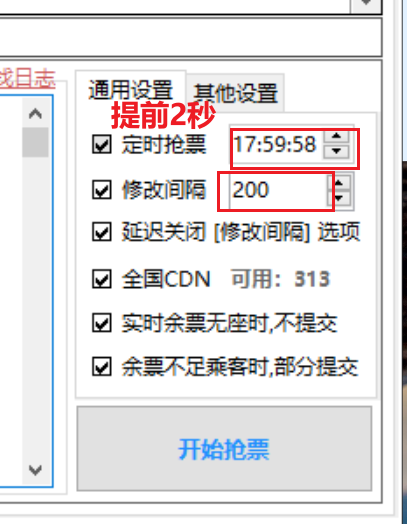 线日志
通用设置 其他设置
提前2秒
定时抢票 17:59:58
修改间隔 200
延迟关闭 [修改间隔] 选项
全国CDN 可用: 313
实时余票无座时,不提交
余票不足乘客时,部分提交
开始抢票